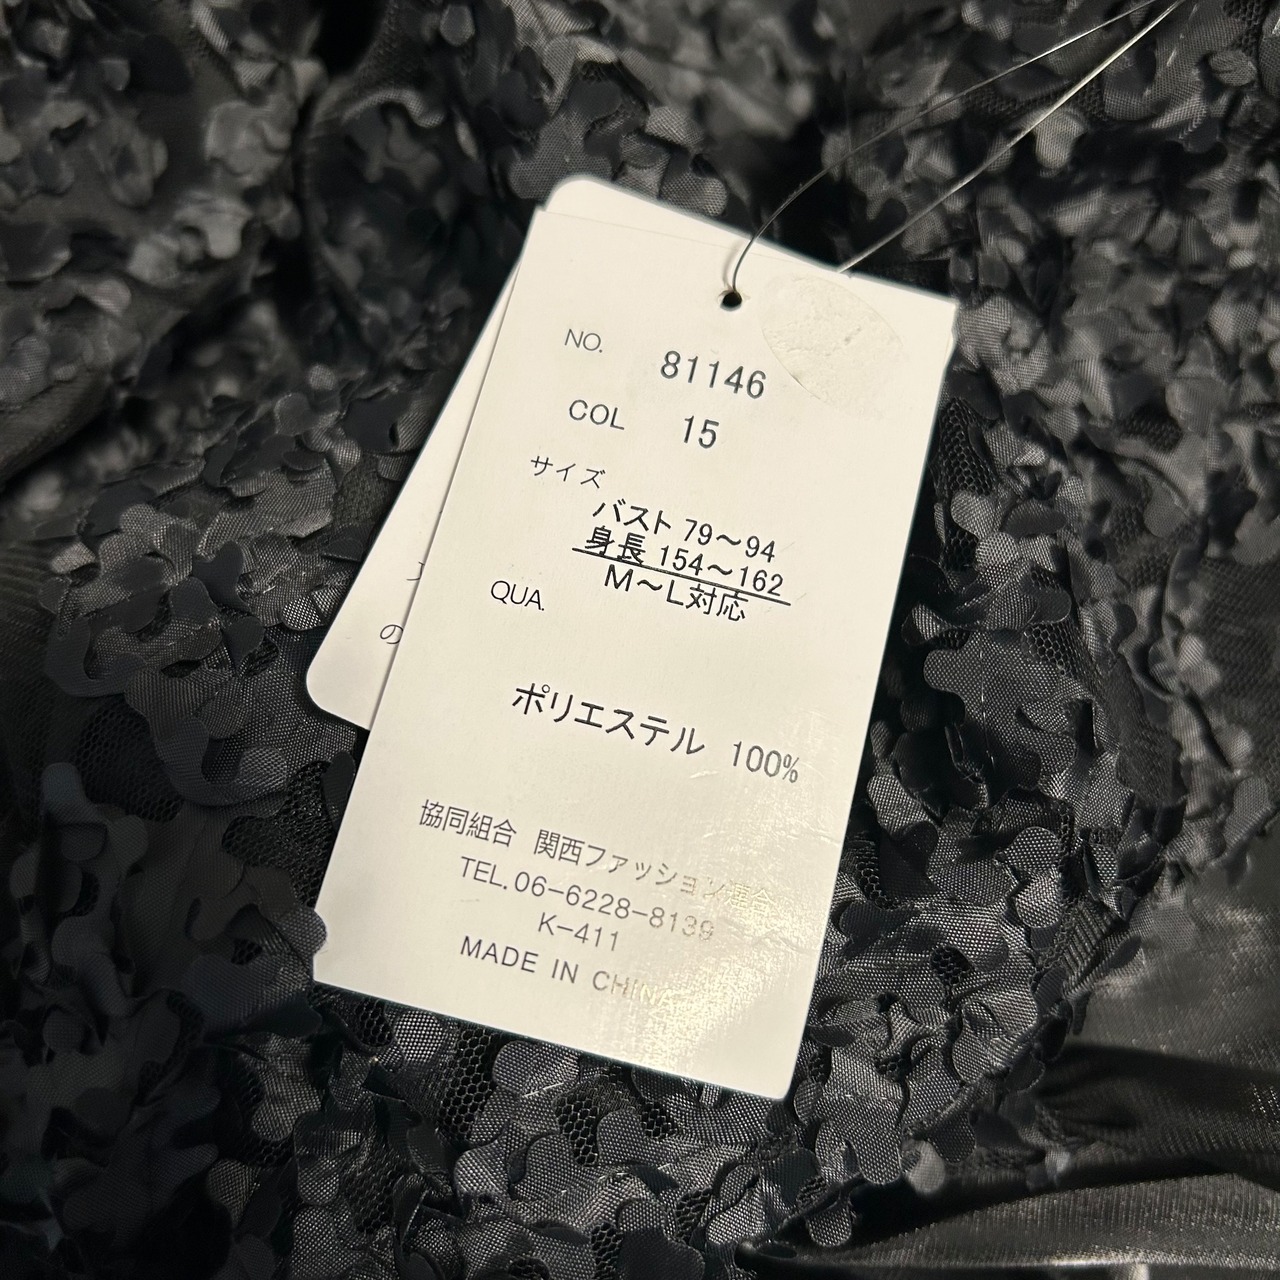 NO. 81146
COL 15
サイズ
バスト 79～94
身長 154～162
M～L対応
QUA.
ポリエステル 100%
協同組合 関西ファッション連合
TEL. 06-6228-8139
K-411
MADE IN CHINA
の